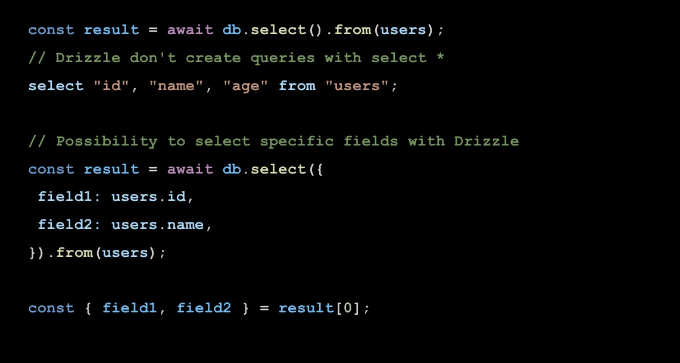 const result = await db.select().from(users);
// Drizzle don't create queries with select *
select "id", "name", "age" from "users";
// Possibility to select specific fields with Drizzle
const result = await db.select({
field1: users.id,
field2: users.name,
}).from(users);
const { field1, field2 } = result[0];